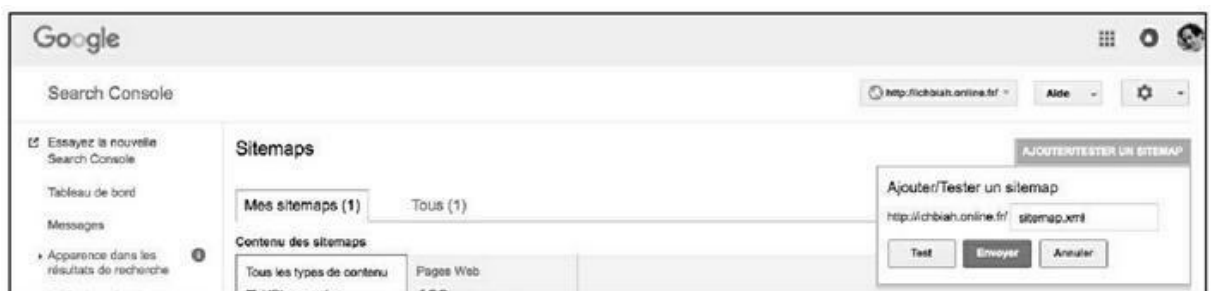 Google
Search Console
http://ichbiah.online.fr/
Aide
Essayez la nouvelle
Search Console
Sitemaps
AJOUTER/TESTER UN SITEMAP
Tableau de bord
Ajouter/Tester un sitemap
Mes sitemaps (1)
Tous (1)
http://ichbiah.online.fr/
sitemap.xml
Messages
Contenu des sitemaps
Apparence dans les
résultats de recherche
Test
Envoyer
Annuler
Tous les types de contenu
Pages Web